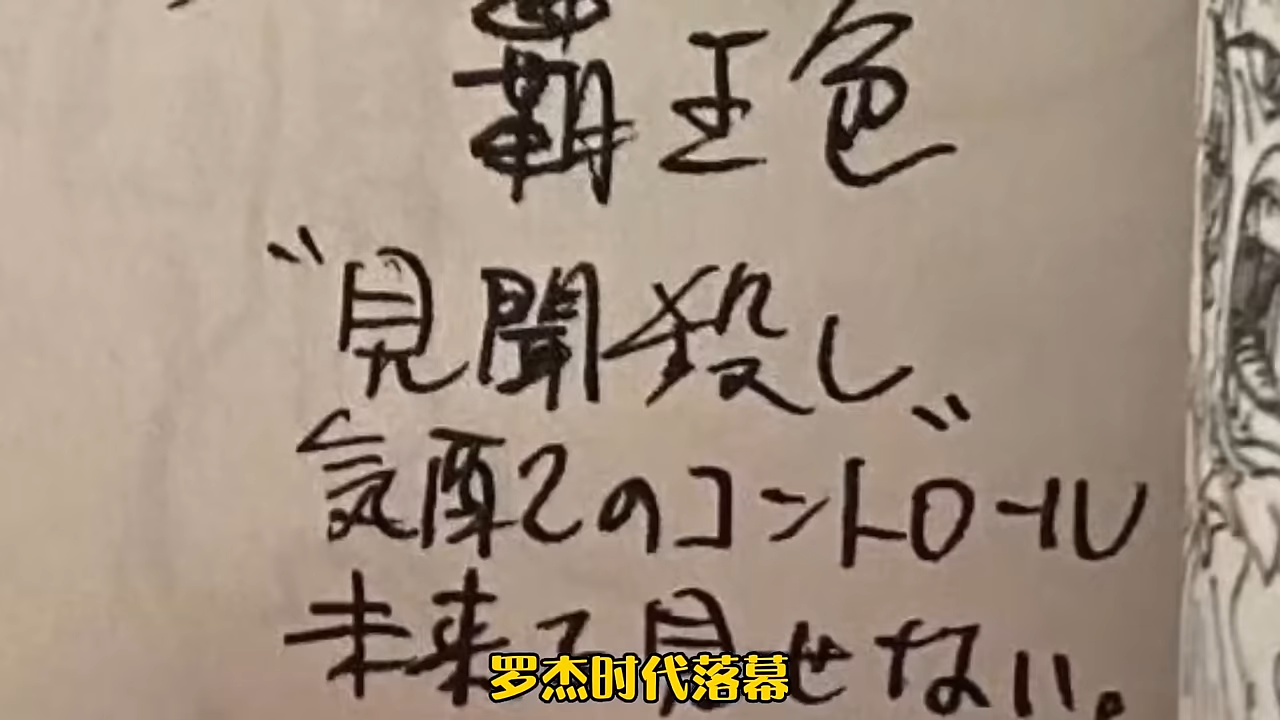 覇王色
〝見聞殺し〟
気配のコントロール
未来を見せない。
罗杰时代落幕